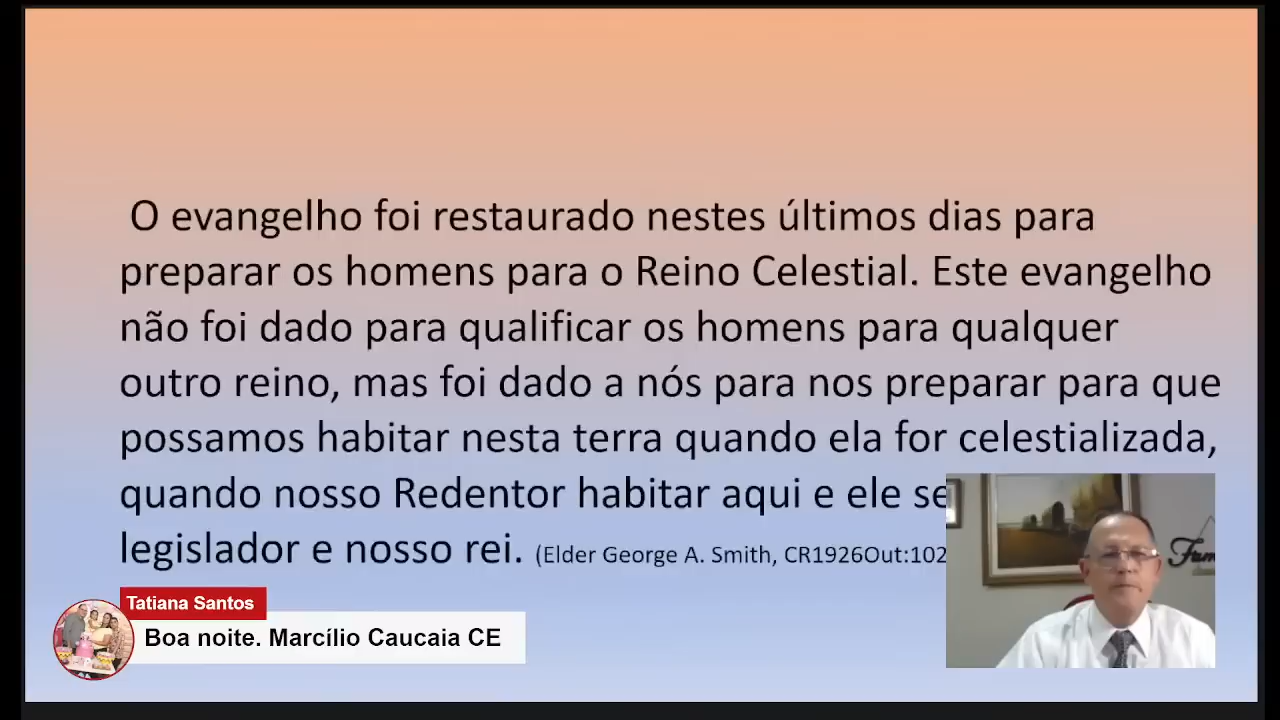 O evangelho foi restaurado nestes últimos dias para
preparar os homens para o Reino Celestial. Este evangelho
não foi dado para qualificar os homens para qualquer
outro reino, mas foi dado a nós para nos preparar para que
possamos habitar nesta terra quando ela for celestializada,
quando nosso Redentor habitar aqui e ele
legislador e nosso rei. (Elder George A. Smith, CR1926Out:102
Tatiana Santos
Boa noite. Marcílio Caucaia CE